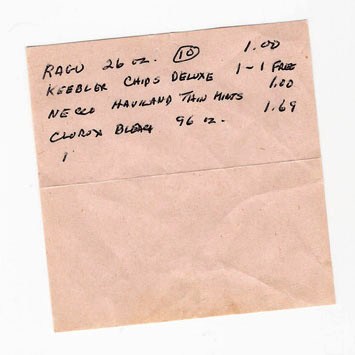 RAGU 26 oz. 10 1.00
KEEBLER CHIPS DELUXE 1-1 FREE
NECCO HAVILAND THIN MINTS 1.00
CLOROX BLEACH 96 oz. 1.69
1